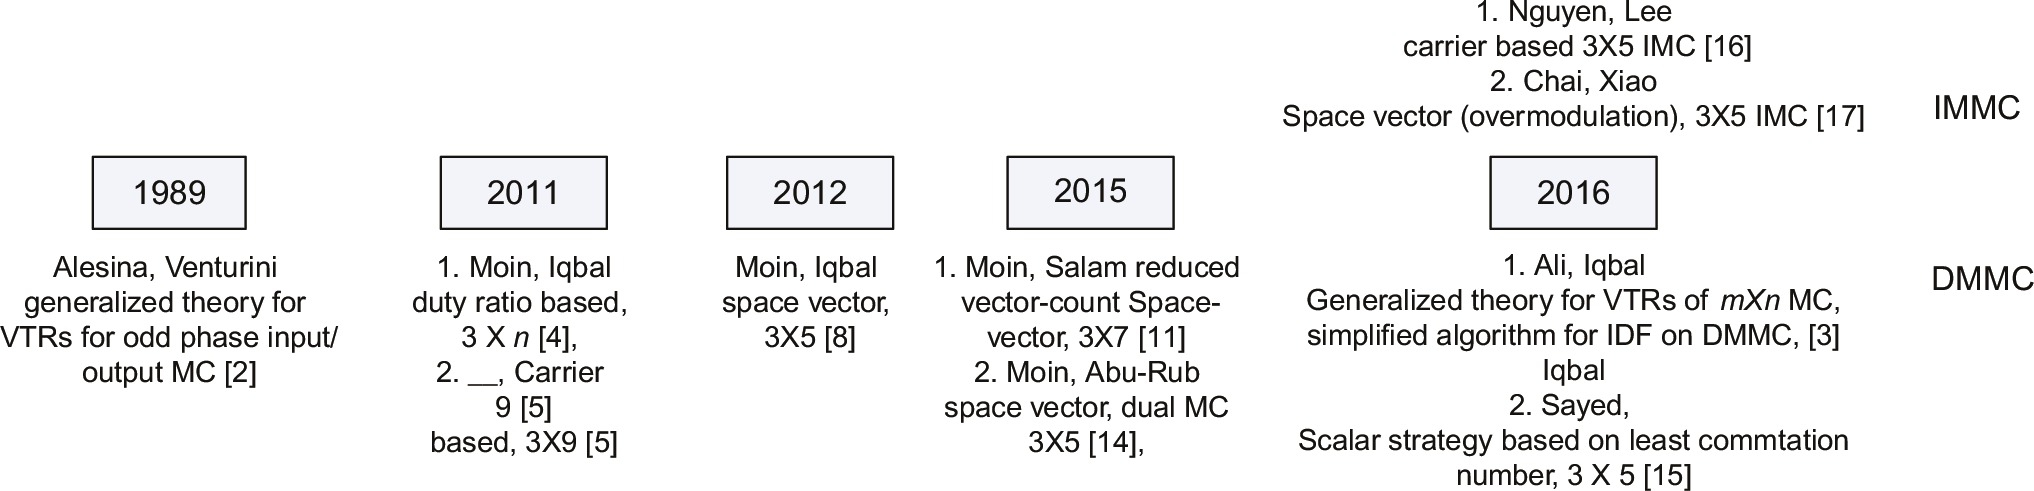 1. Nguyen, Lee
carrier based 3X5 IMC [16]
2. Chai, Xiao
Space vector (overmodulation), 3X5 IMC [17]
IMMC
1989
2011
2012
2015
2016
Alesina, Venturini
generalized theory for
VTRs for odd phase input/
output MC [2]
1. Moin, Iqbal
duty ratio based,
3 X n [4],
2. __, Carrier
9 [5]
based, 3X9 [5]
Moin, Iqbal
space vector,
3X5 [8]
1. Moin, Salam reduced
vector-count Space-
vector, 3X7 [11]
2. Moin, Abu-Rub
space vector, dual MC
3X5 [14],
1. Ali, Iqbal
Generalized theory for VTRs of mXn MC,
simplified algorithm for IDF on DMMC, [3]
Iqbal
2. Sayed,
Scalar strategy based on least commtation
number, 3 X 5 [15]
DMMC